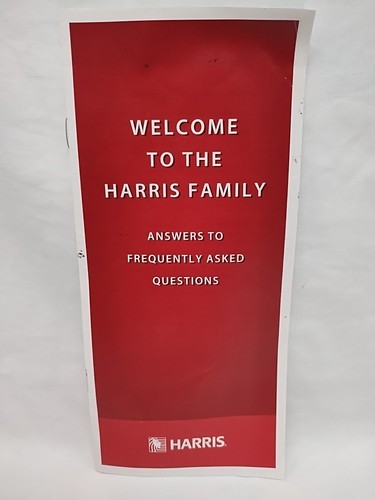 WELCOME
TO THE
HARRIS FAMILY
ANSWERS TO
FREQUENTLY ASKED
QUESTIONS
HARRIS